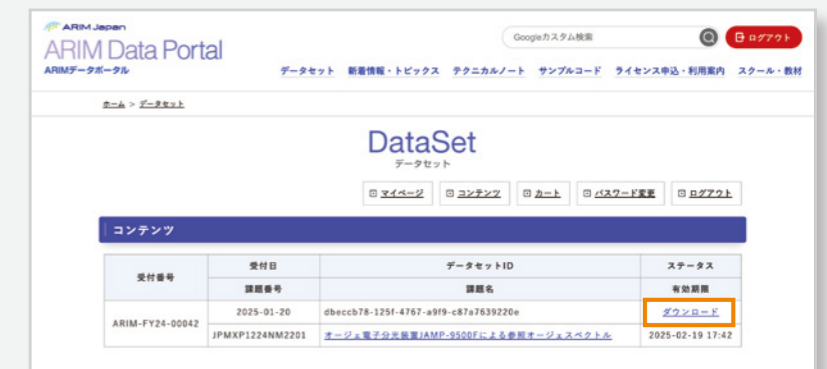 ARIM Japan
ARIM Data Portal
ARIMデータポータル
Googleカスタム検索
ログアウト
データセット 新着情報・トピックス テクニカルノート サンプルコード ライセンス申込・利用案内 スクール・教材
ホーム > データセット
DataSet
データセット
マイページ コンテンツ カート パスワード変更 ログアウト
コンテンツ
受付番号 受付日 データセットID ステータス
課題番号 課題名 有効期限
ARIM-FY24-00042 2025-01-20 dbeccb78-125f-4767-a9f9-c87a7639220e ダウンロード
JPMXP1224NM2201 オージェ電子分光装置JAMP-9500Fによる参照オージェスペクトル 2025-02-19 17:42